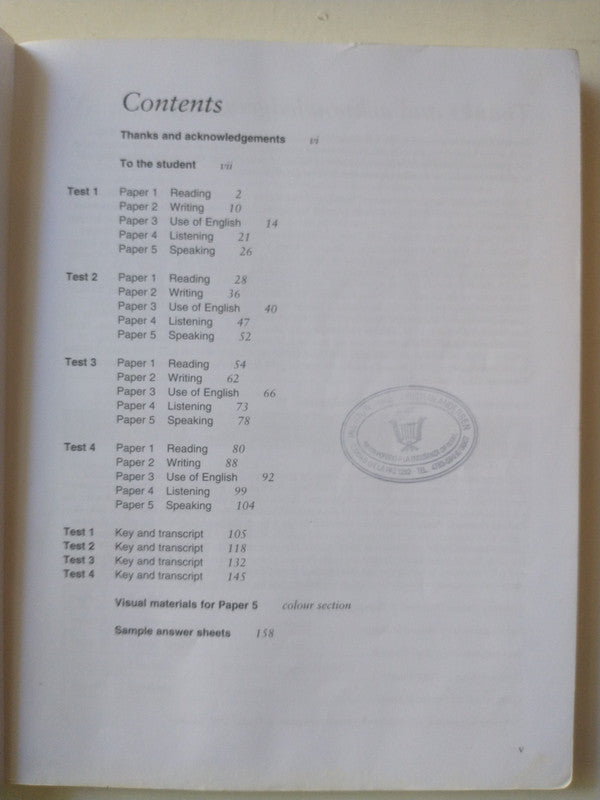 Contents
Thanks and acknowledgements vi
To the student vii
Test 1 Paper 1 Reading 2
Paper 2 Writing 10
Paper 3 Use of English 14
Paper 4 Listening 21
Paper 5 Speaking 26
Test 2 Paper 1 Reading 28
Paper 2 Writing 36
Paper 3 Use of English 40
Paper 4 Listening 47
Paper 5 Speaking 52
Test 3 Paper 1 Reading 54
Paper 2 Writing 62
Paper 3 Use of English 66
Paper 4 Listening 73
Paper 5 Speaking 78
Test 4 Paper 1 Reading 80
Paper 2 Writing 88
Paper 3 Use of English 92
Paper 4 Listening 99
Paper 5 Speaking 104
Test 1 Key and transcript 105
Test 2 Key and transcript 118
Test 3 Key and transcript 132
Test 4 Key and transcript 145
Visual materials for Paper 5 colour section
Sample answer sheets 158
ANDERSEN
A LA ENSEÑANZA
TEL.
v